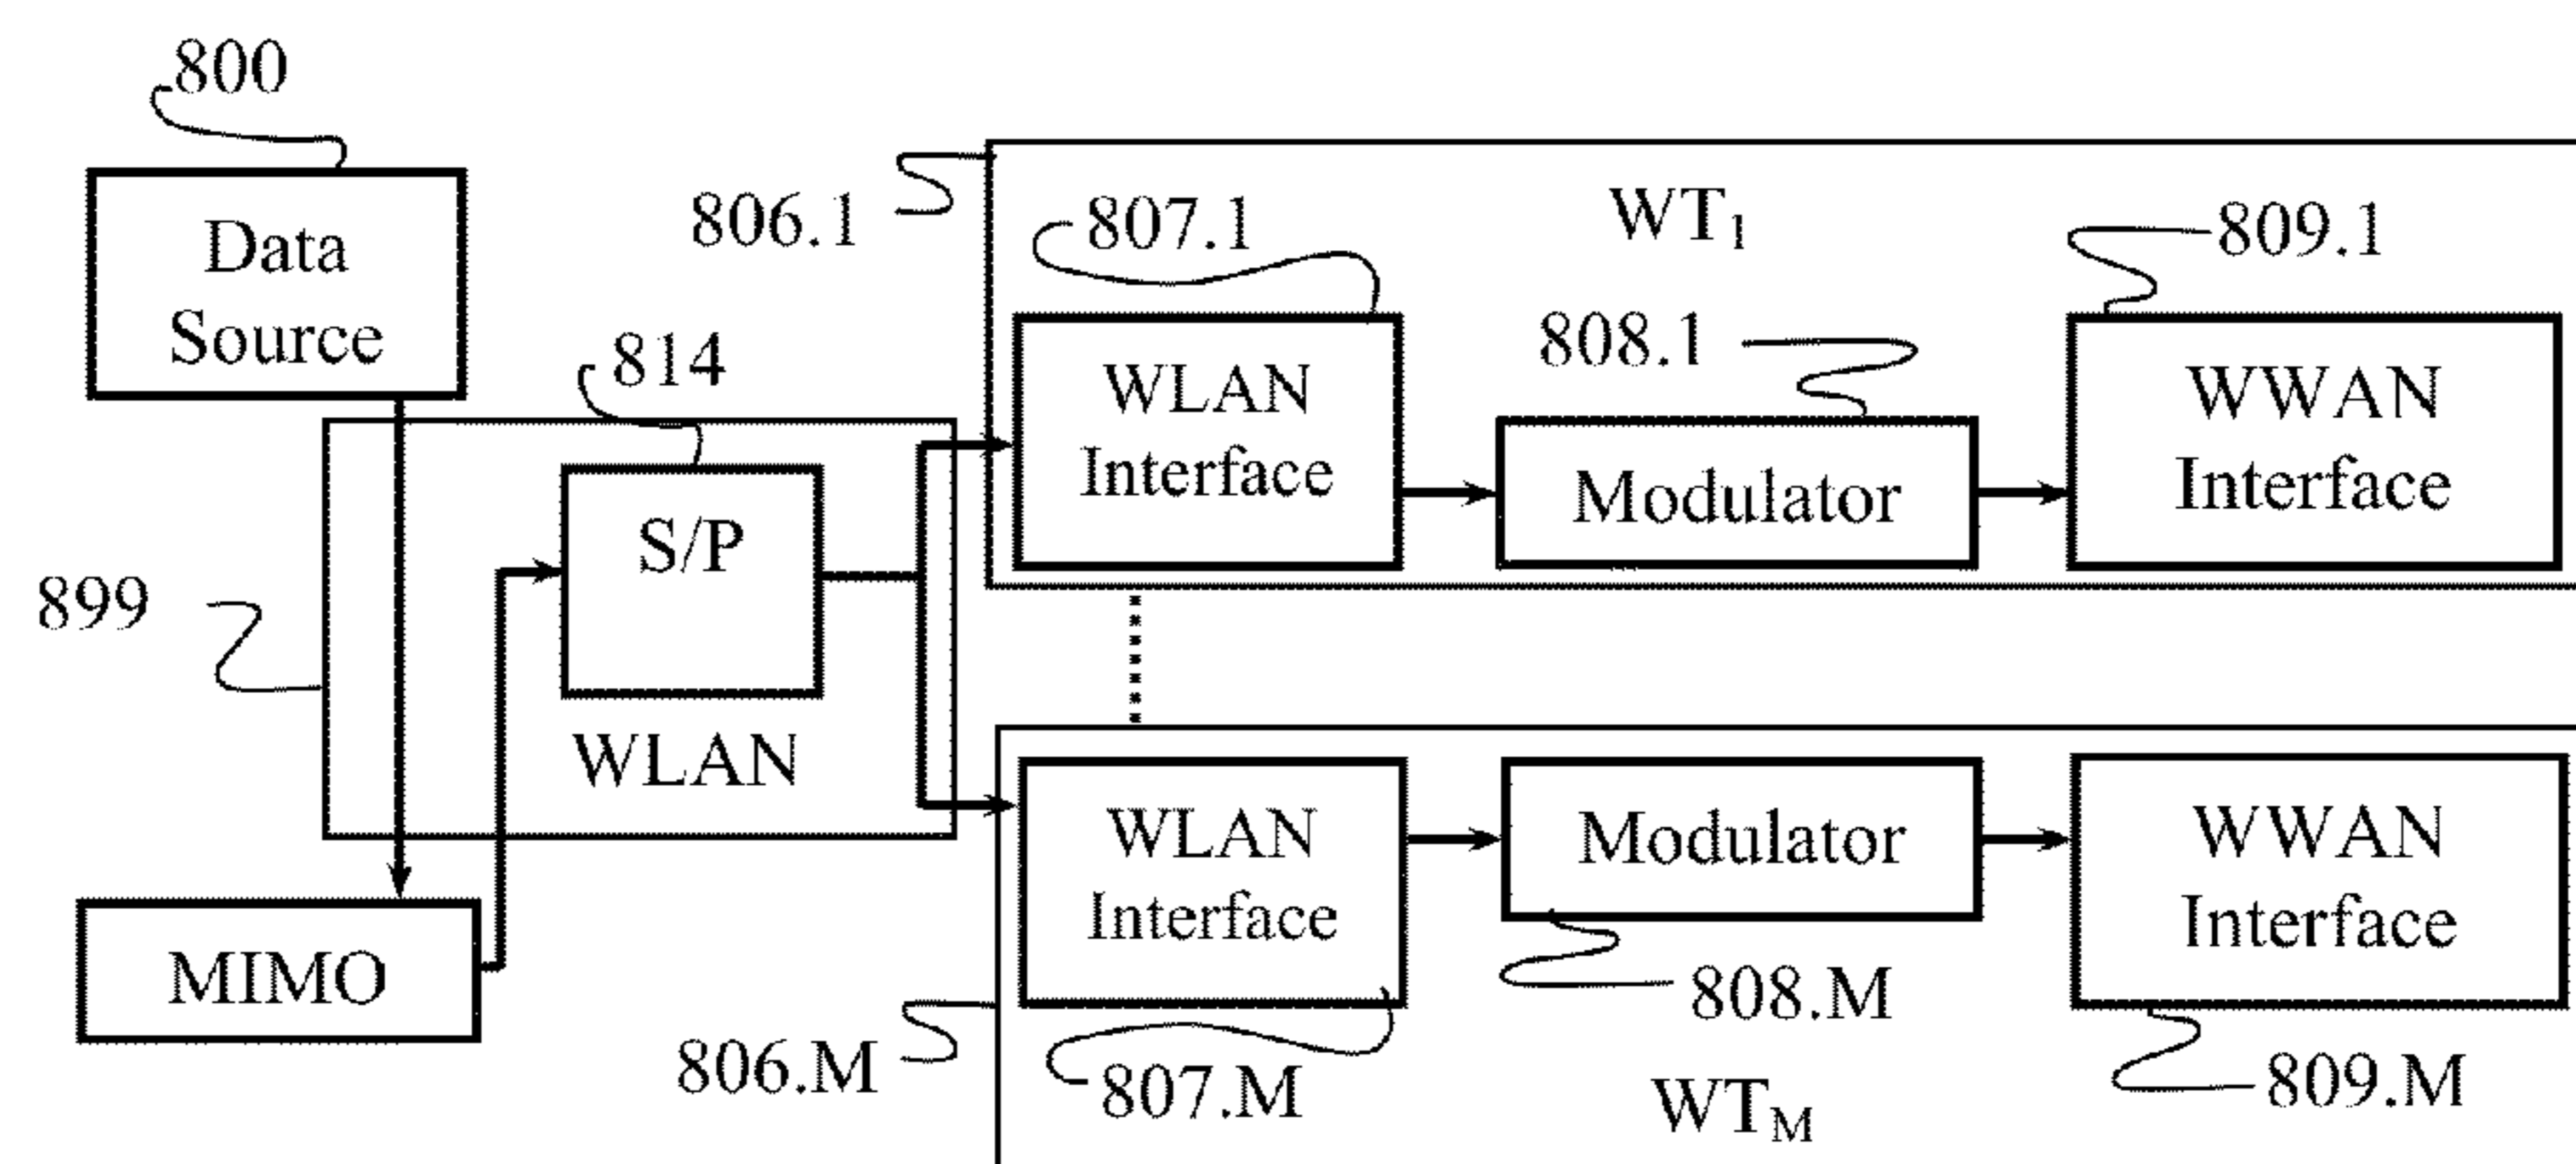 800
Data
Source
806.1
WT1
807.1
809.1
808.1
814
WLAN
Interface
Modulator
WWAN
Interface
S/P
WLAN
899
MIMO
WLAN
Interface
Modulator
WWAN
Interface
806.M
807.M
808.M
809.M
WTM